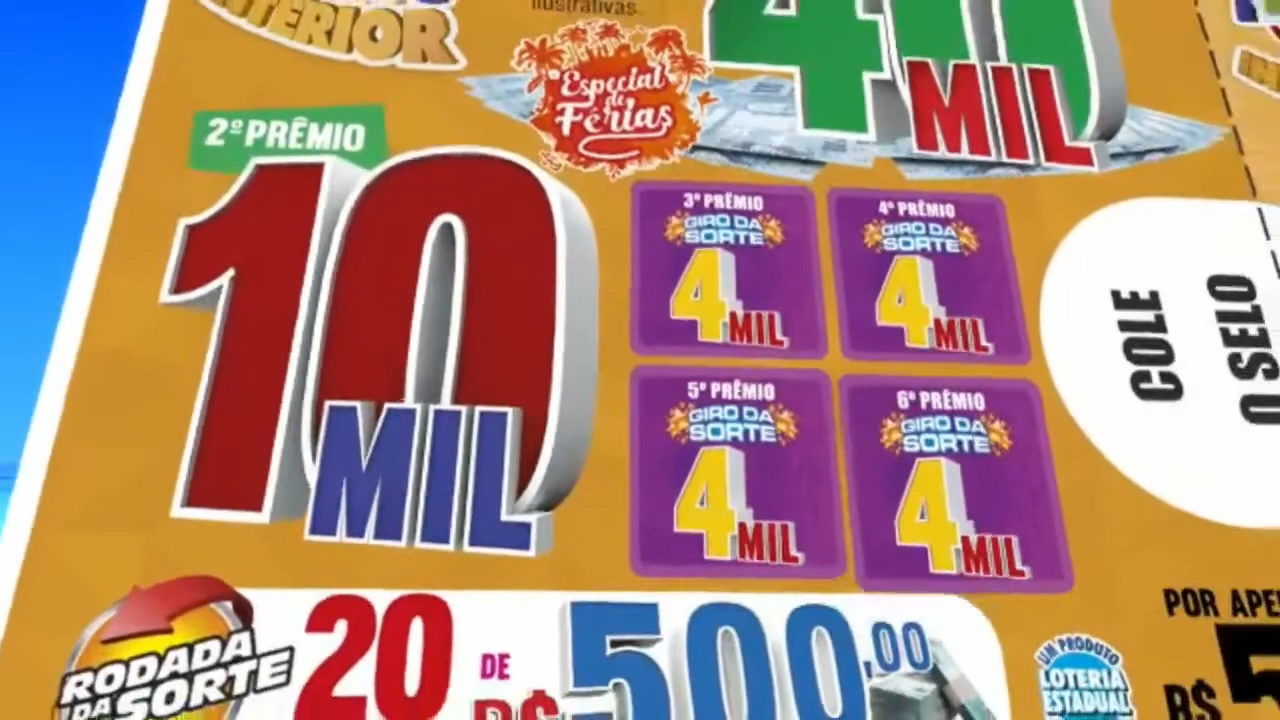 INTERIOR
ilustrativas.
Especial
de
Férias
MIL
2º PRÊMIO
10
MIL
3º PRÊMIO
GIRO DA
SORTE
4
MIL
4º PRÊMIO
GIRO DA
SORTE
4
MIL
5º PRÊMIO
GIRO DA
SORTE
4
MIL
6º PRÊMIO
GIRO DA
SORTE
4
MIL
COLE
O SELO
RODADA
DA
SORTE
20
DE
R$
500,00
UM PRODUTO
LOTERIA
ESTADUAL
POR
R$